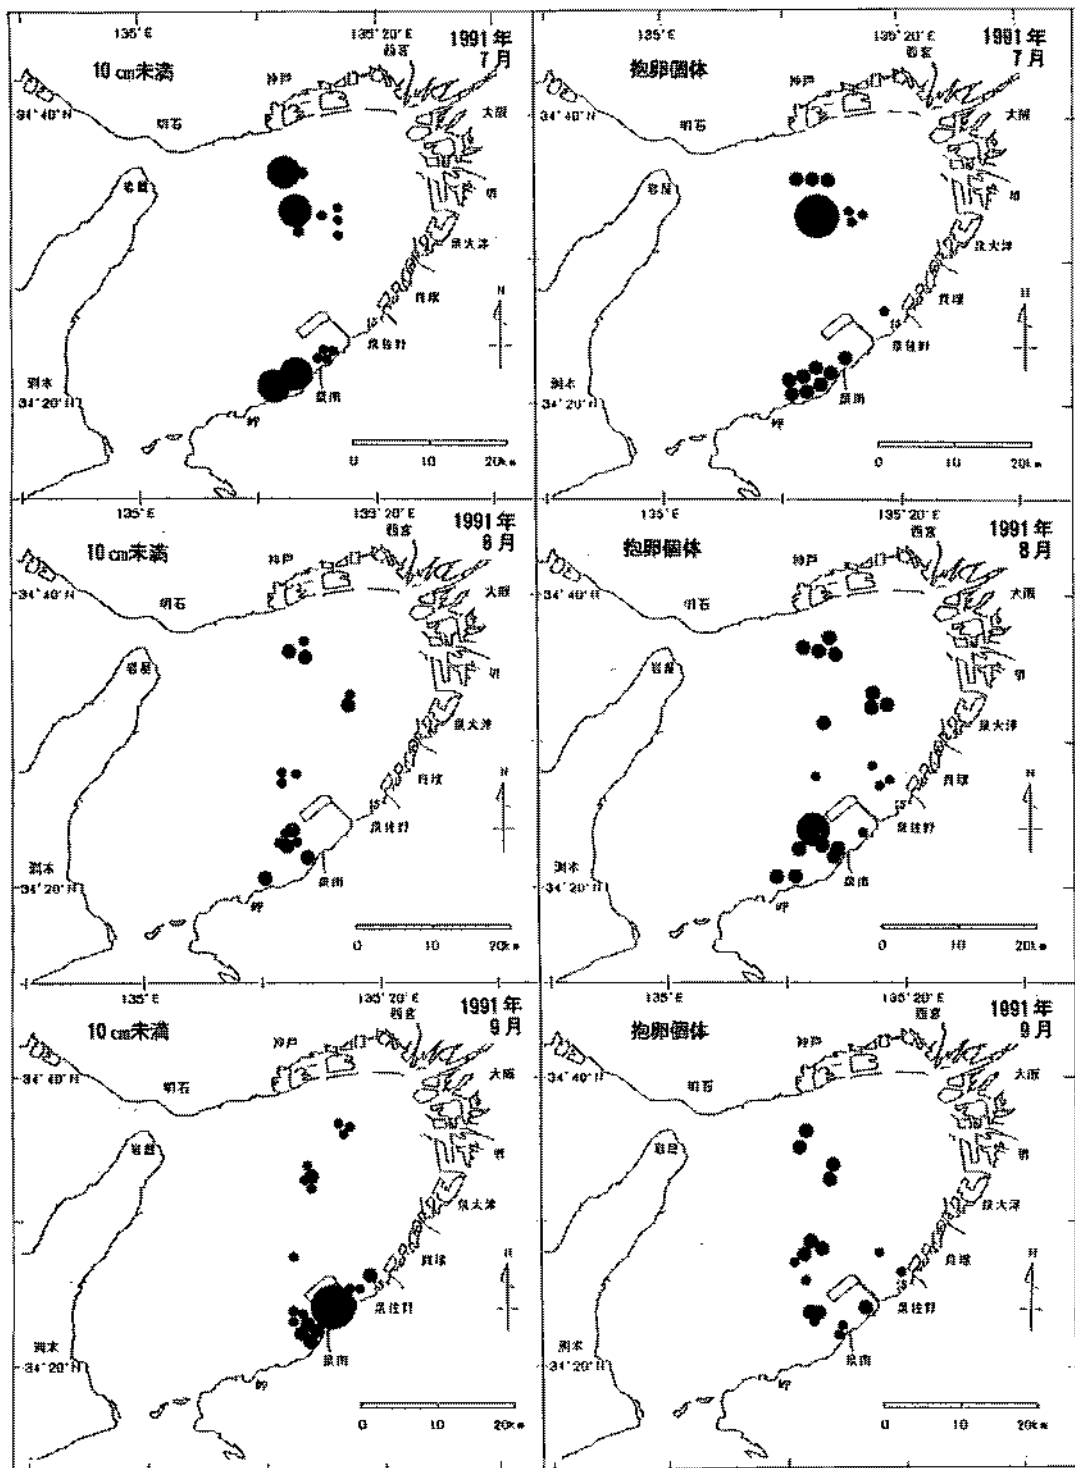 135°E
135°20'E
1991年
7月
西宮
10㎝未満
神戸
34°40'N
明石
大阪
岩屋
堺
泉大津
貝塚
N
泉佐野
洲本
34°20'N
泉南
岬
0 10 20km
135°E
135°20'E
1991年
7月
西宮
抱卵個体
神戸
34°40'N
明石
大阪
岩屋
堺
泉大津
貝塚
N
泉佐野
洲本
34°20'N
泉南
岬
0 10 20km
135°E
135°20'E
1991年
8月
西宮
10㎝未満
神戸
34°40'N
明石
大阪
岩屋
堺
泉大津
貝塚
N
泉佐野
洲本
34°20'N
泉南
岬
0 10 20km
135°E
135°20'E
1991年
8月
西宮
抱卵個体
神戸
34°40'N
明石
大阪
岩屋
堺
泉大津
貝塚
N
泉佐野
洲本
34°20'N
泉南
岬
0 10 20km
135°E
135°20'E
1991年
9月
西宮
10㎝未満
神戸
34°40'N
明石
大阪
岩屋
堺
泉大津
貝塚
N
泉佐野
洲本
34°20'N
泉南
岬
0 10 20km
135°E
135°20'E
1991年
9月
西宮
抱卵個体
神戸
34°40'N
明石
大阪
岩屋
堺
泉大津
貝塚
N
泉佐野
洲本
34°20'N
泉南
岬
0 10 20km